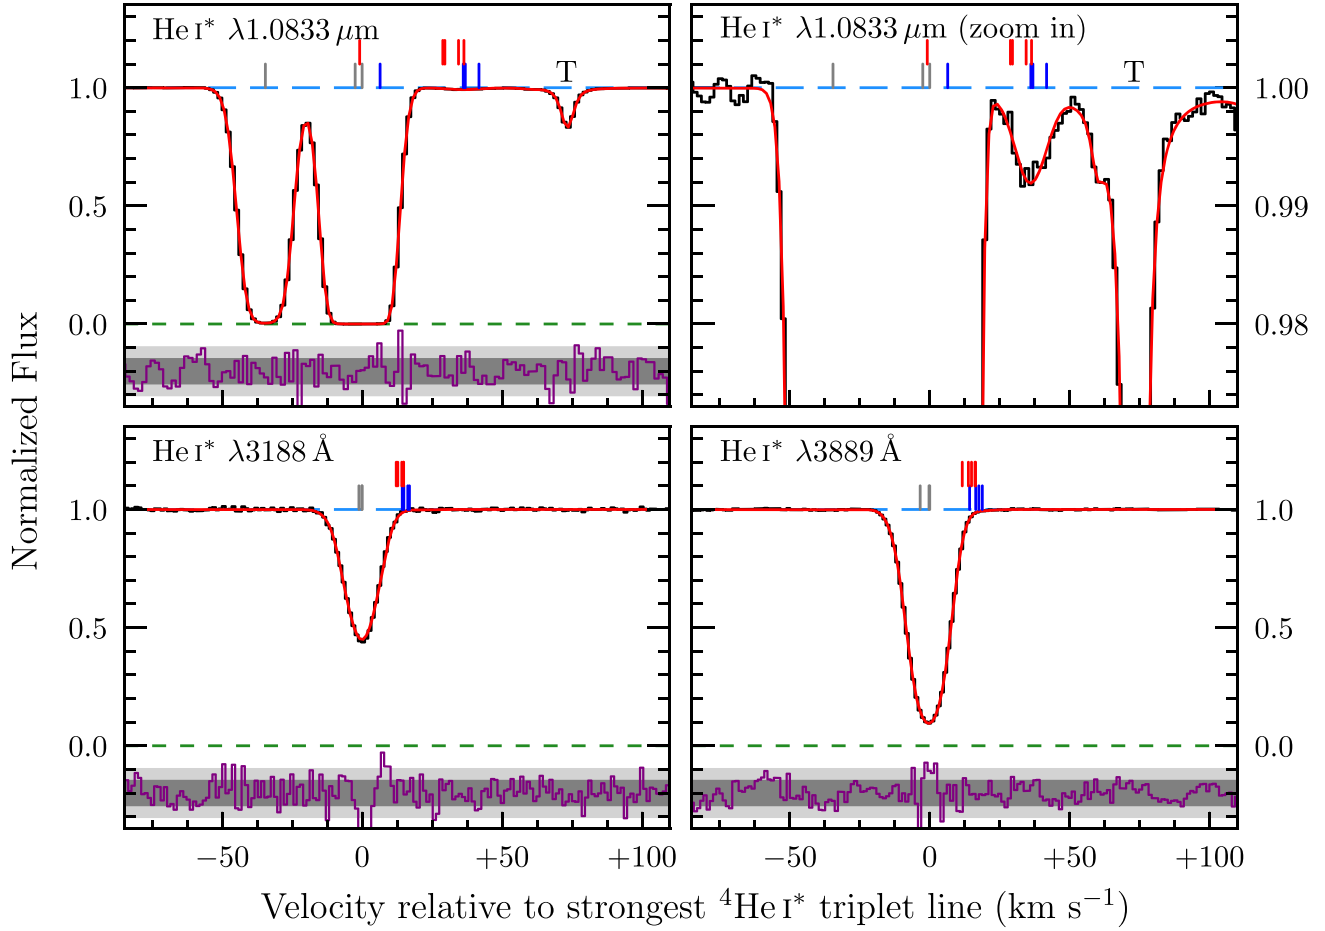 He I* λ1.0833 μm
He I* λ1.0833 μm (zoom in)
T
T
1.0
0.5
0.0
1.00
0.99
0.98
Normalized Flux
He I* λ3188 Å
He I* λ3889 Å
1.0
0.5
0.0
1.0
0.5
0.0
−50 0 +50 +100
−50 0 +50 +100
Velocity relative to strongest ⁴He I* triplet line (km s⁻¹)